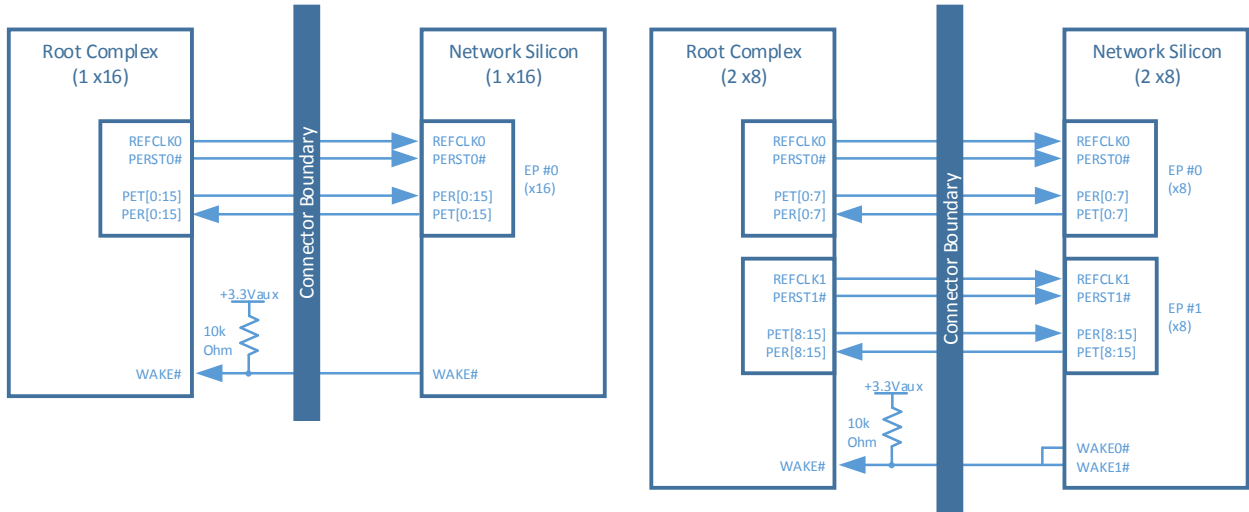 Root Complex
(1 x16)
REFCLK0
PERST0#
PET[0:15]
PER[0:15]
+3.3Vaux
10k
Ohm
WAKE#
Connector Boundary
Network Silicon
(1 x16)
REFCLK0
PERST0#
PER[0:15]
PET[0:15]
EP #0
(x16)
WAKE#
Root Complex
(2 x8)
REFCLK0
PERST0#
PET[0:7]
PER[0:7]
REFCLK1
PERST1#
PET[8:15]
PER[8:15]
+3.3Vaux
10k
Ohm
WAKE#
Connector Boundary
Network Silicon
(2 x8)
REFCLK0
PERST0#
PER[0:7]
PET[0:7]
EP #0
(x8)
REFCLK1
PERST1#
PER[8:15]
PET[8:15]
EP #1
(x8)
WAKE0#
WAKE1#